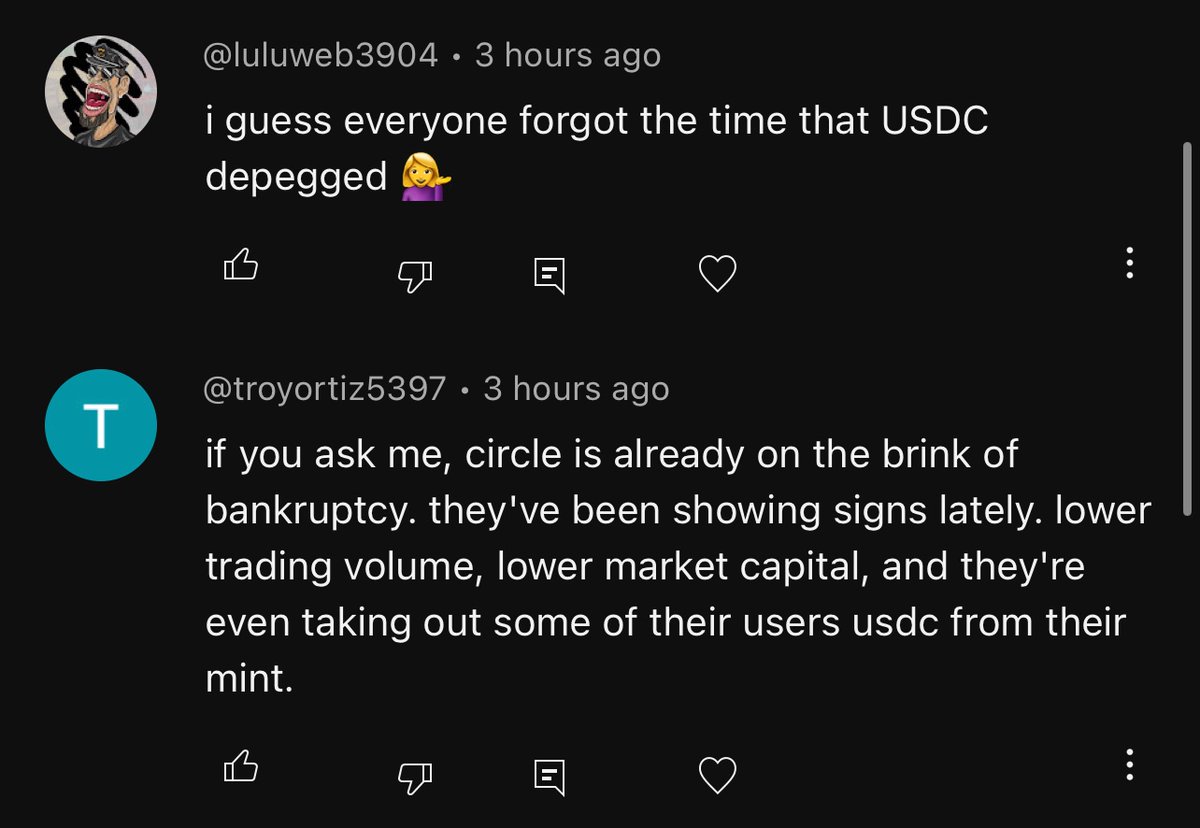 @luluweb3904 • 3 hours ago
i guess everyone forgot the time that USDC
depegged 💁‍♀️
T
@troyortiz5397 • 3 hours ago
if you ask me, circle is already on the brink of
bankruptcy. they've been showing signs lately. lower
trading volume, lower market capital, and they're
even taking out some of their users usdc from their
mint.